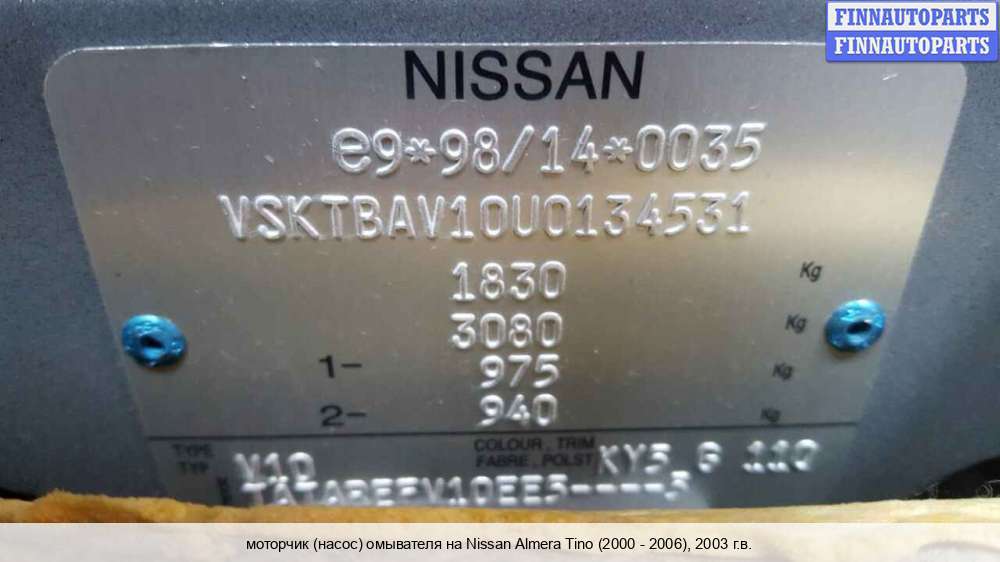 FINNAUTOPARTS
FINNAUTOPARTS
NISSAN
e9*98/14*0035
VSKTBAV10U0134531
1830 Kg
3080 Kg
1- 975 Kg
2- 940 Kg
TYPE
TYP V10
COLOUR, TRIM
FABRE, POLST KY5 G 110
моторчик (насос) омывателя на Nissan Almera Tino (2000 - 2006), 2003 г.в.